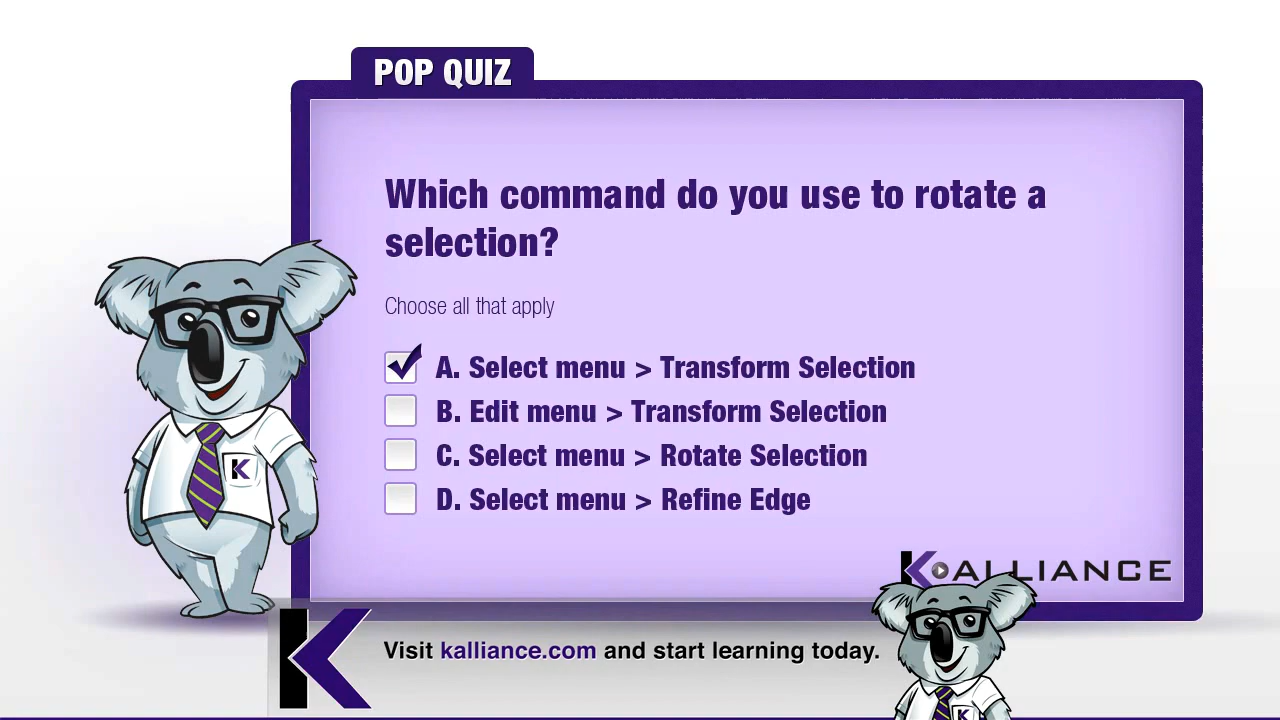 POP QUIZ
Which command do you use to rotate a
selection?
Choose all that apply
A. Select menu > Transform Selection
B. Edit menu > Transform Selection
C. Select menu > Rotate Selection
D. Select menu > Refine Edge
K
KALLIANCE
K
Visit kalliance.com and start learning today.
K